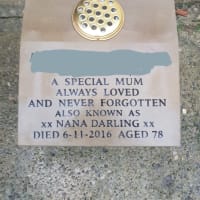 A SPECIAL MUM
ALWAYS LOVED
AND NEVER FORGOTTEN
ALSO KNOWN AS
xx NANA DARLING xx
DIED 6-11-2016 AGED 78